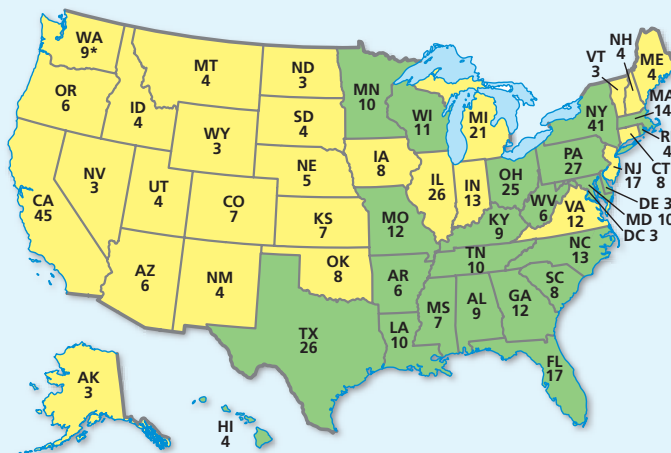 WA
9*
OR
6
CA
45
NV
3
ID
4
MT
4
WY
3
UT
4
AZ
6
CO
7
NM
4
ND
3
SD
4
NE
5
KS
7
OK
8
TX
26
MN
10
IA
8
MO
12
AR
6
LA
10
WI
11
IL
26
MI
21
IN
13
OH
25
KY
9
TN
10
MS
7
AL
9
GA
12
FL
17
SC
8
NC
13
VA
12
WV
6
PA
27
NY
41
VT
3
NH
4
ME
4
MA
14
R
4
CT
8
NJ
17
DE 3
MD 10
DC 3
AK
3
HI
4